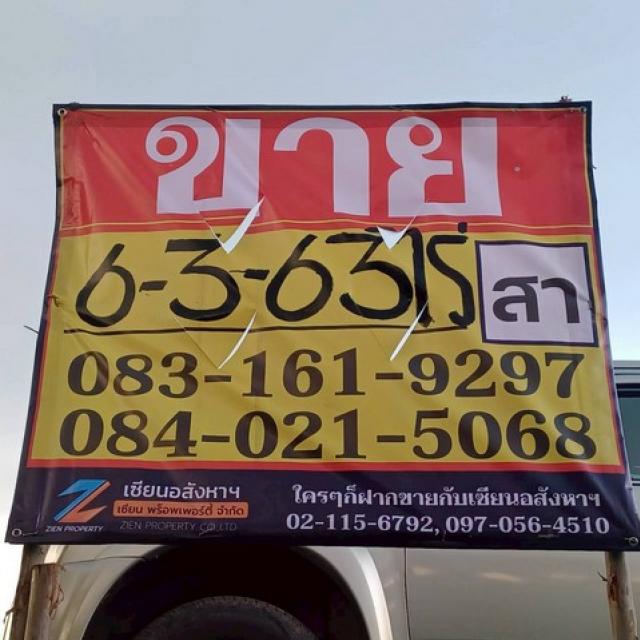 ขาย
6-3-63ไร่ สา
083-161-9297
084-021-5068
เซียนอสังหาฯ
เซียน พร็อพเพอร์ตี้ จำกัด
ZIEN PROPERTY CO.,LTD
ZIEN PROPERTY
ใครๆก็ฝากขายกับเซียนอสังหาฯ
02-115-6792, 097-056-4510